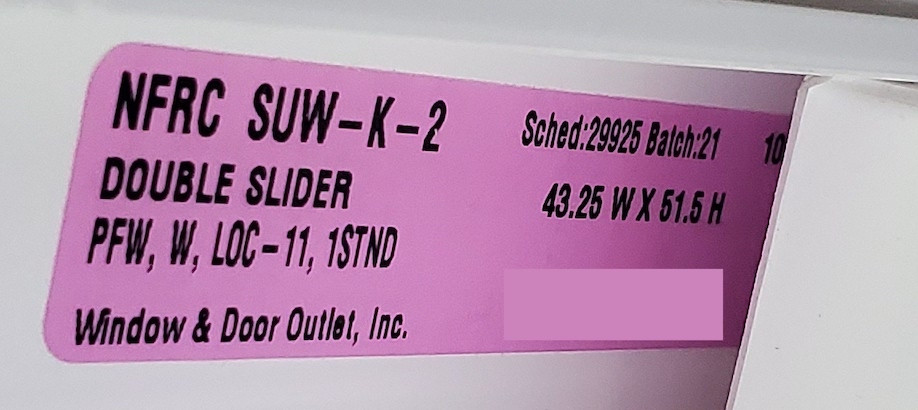 NFRC SUW-K-2
DOUBLE SLIDER
PFW, W, LOC-11, 1STND
Window & Door Outlet, Inc.
Sched:29925 Batch:21 10
43.25 W X 51.5 H